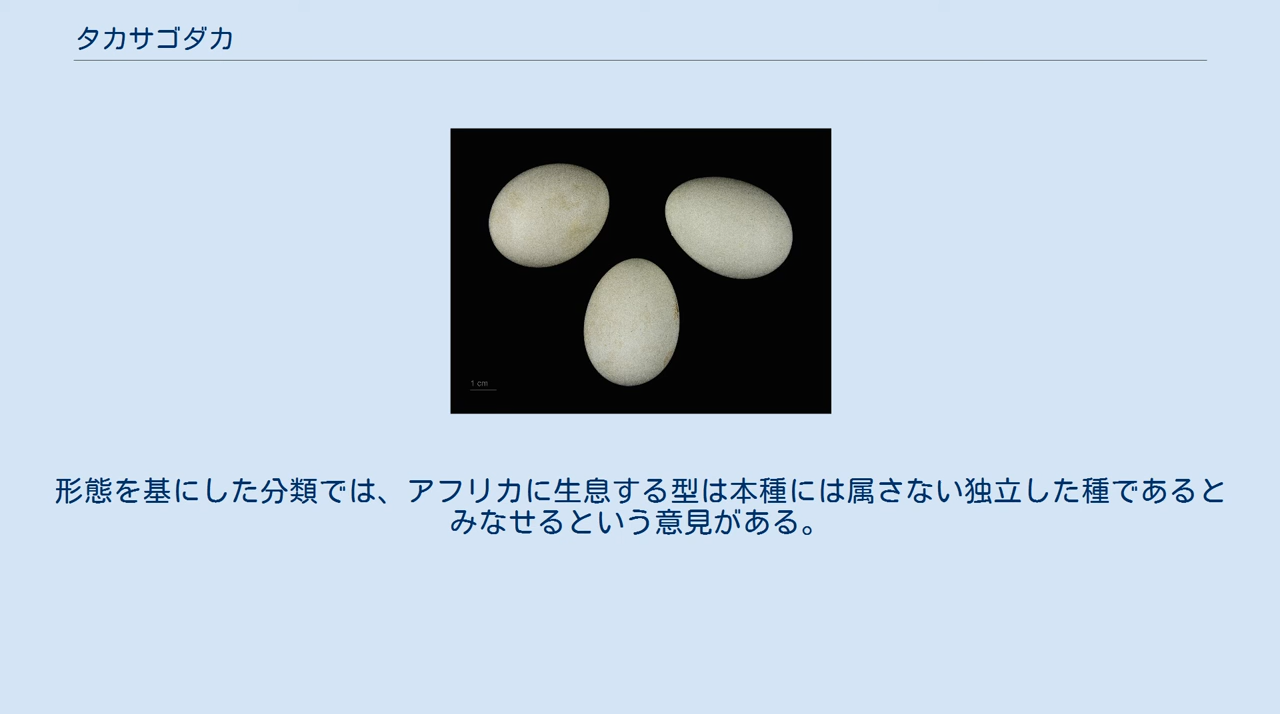 タカサゴダカ
1 cm
形態を基にした分類では、アフリカに生息する型は本種には属さない独立した種であると
みなせるという意見がある。